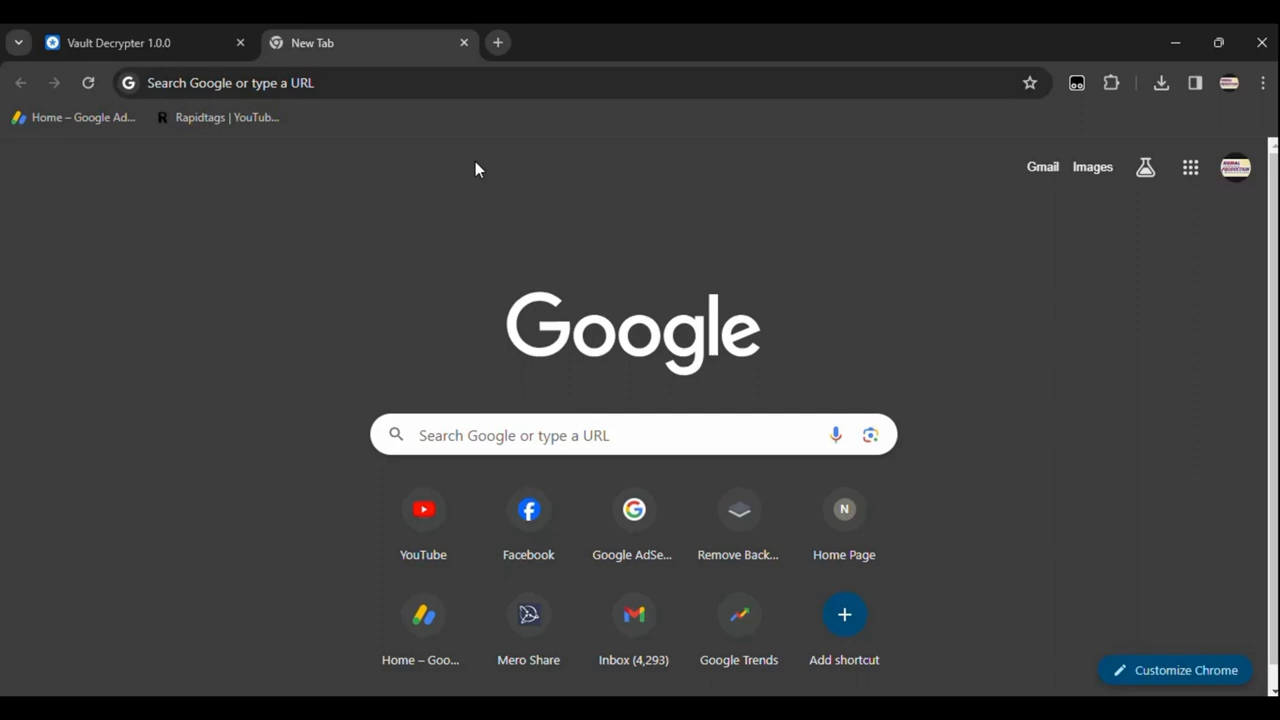 Vault Decrypter 1.0.0
New Tab
Search Google or type a URL
Home – Google Ad...
Rapidtags | YouTub...
Gmail
Images
Google
Search Google or type a URL
YouTube
Facebook
Google AdSe...
Remove Back...
N
Home Page
Home – Goo...
Mero Share
Inbox (4,293)
Google Trends
Add shortcut
Customize Chrome